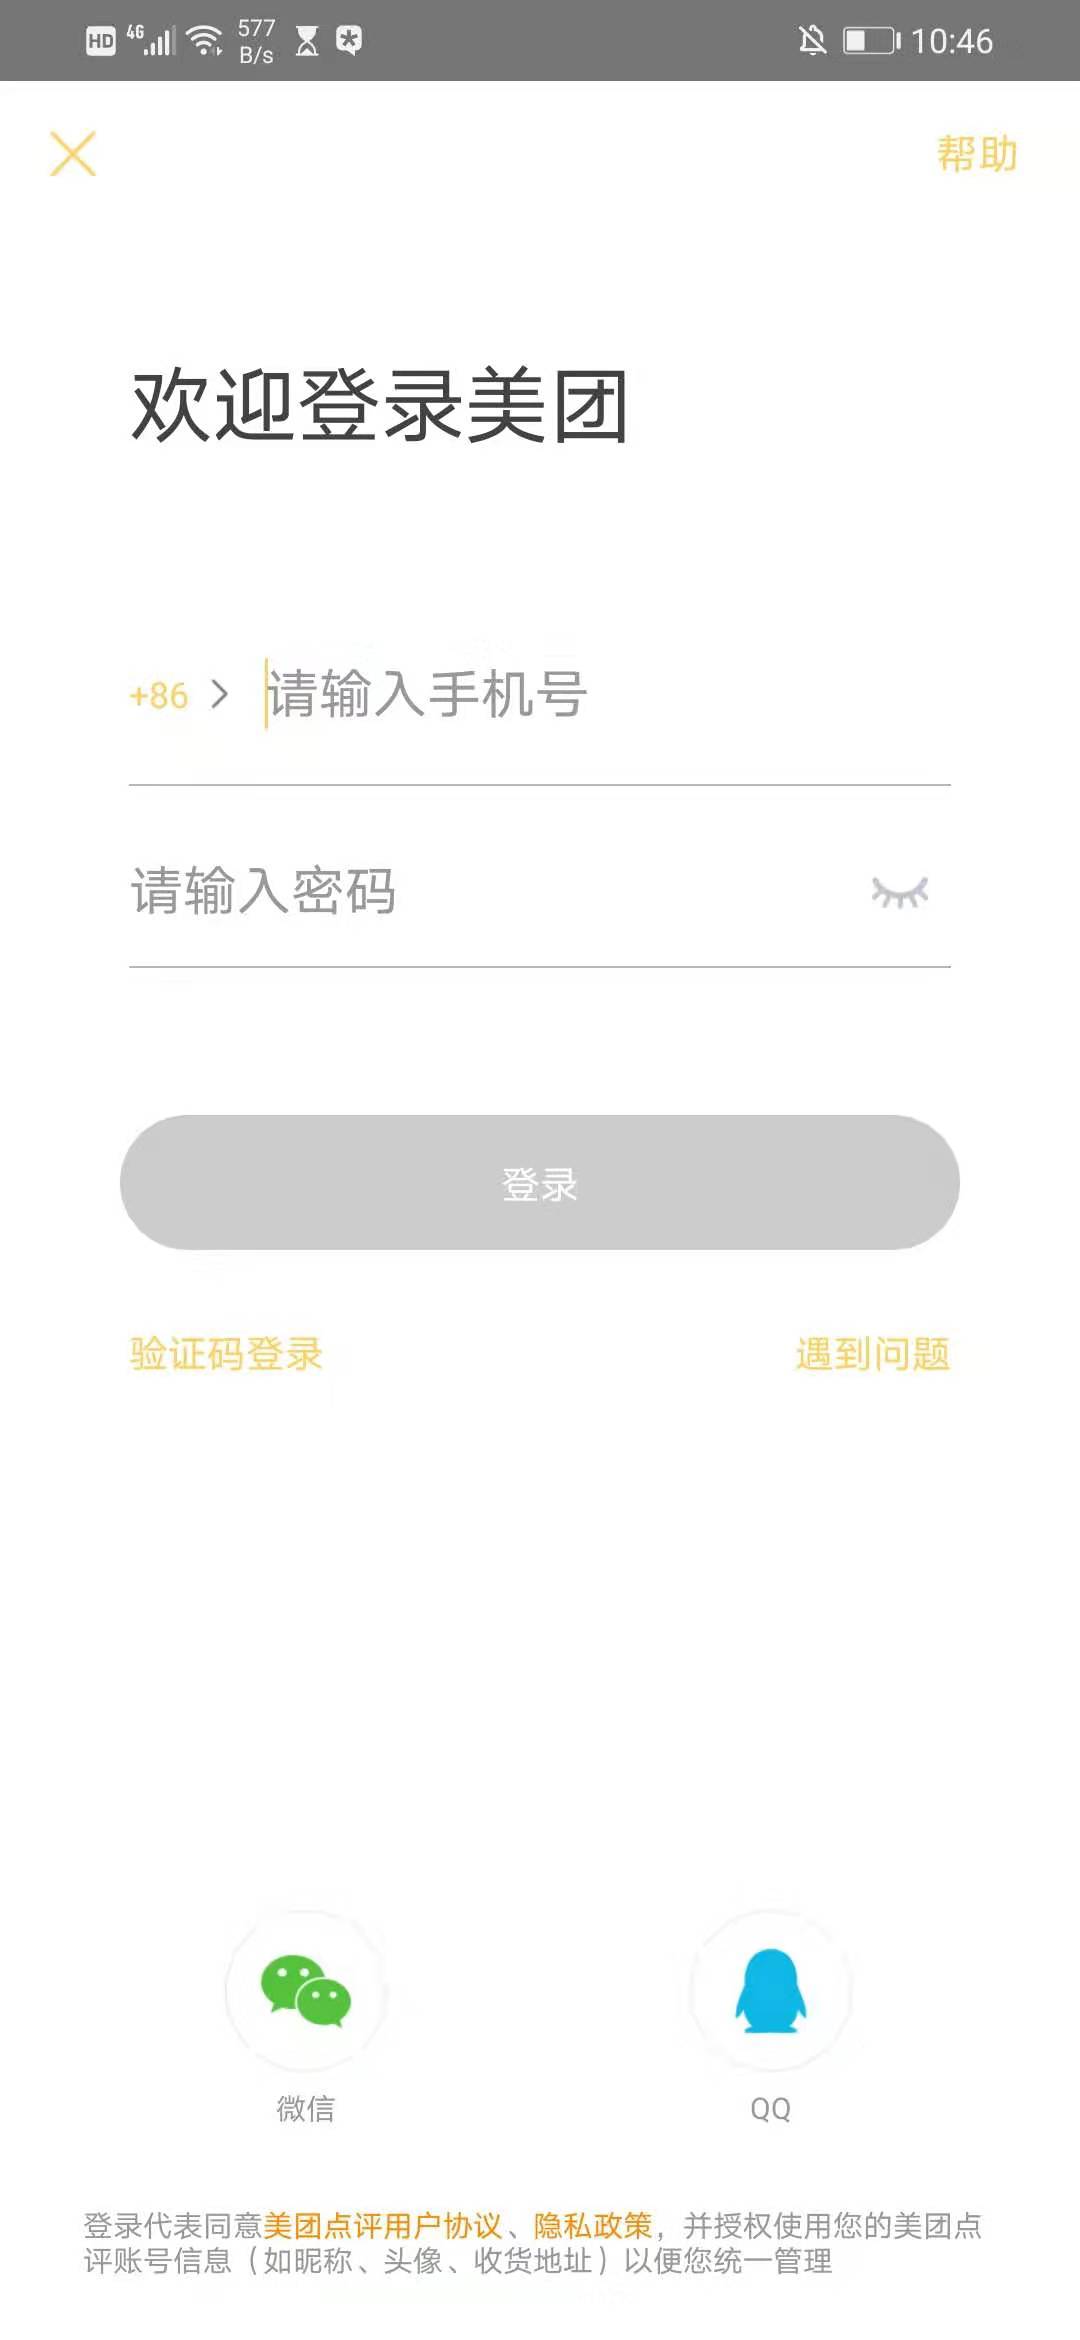 HD 4G 577 B/s 10:46
帮助
欢迎登录美团
+86 请输入手机号
请输入密码
登录
验证码登录 遇到问题
微信 QQ
登录代表同意美团点评用户协议、隐私政策，并授权使用您的美团点
评账号信息（如昵称、头像、收货地址）以便您统一管理